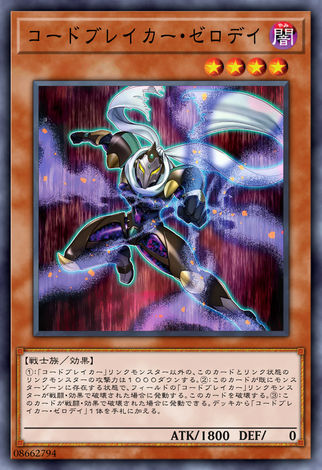 コードブレイカー・ゼロデイ
やみ
闇
【戦士族／効果】
①:「コードブレイカー」リンクモンスター以外の、このカードとリンク状態の
リンクモンスターの攻撃力は１０００ダウンする。②:このカードが既にモンス
ターゾーンに存在する状態で、フィールドの「コードブレイカー」リンクモンス
ターが戦闘・効果で破壊された場合に発動する。このカードを破壊する。③:こ
のカードが戦闘・効果で破壊された場合に発動できる。デッキから「コードブレ
イカー・ゼロデイ」１体を手札に加える。
ATK/1800 DEF/ 0
08662794